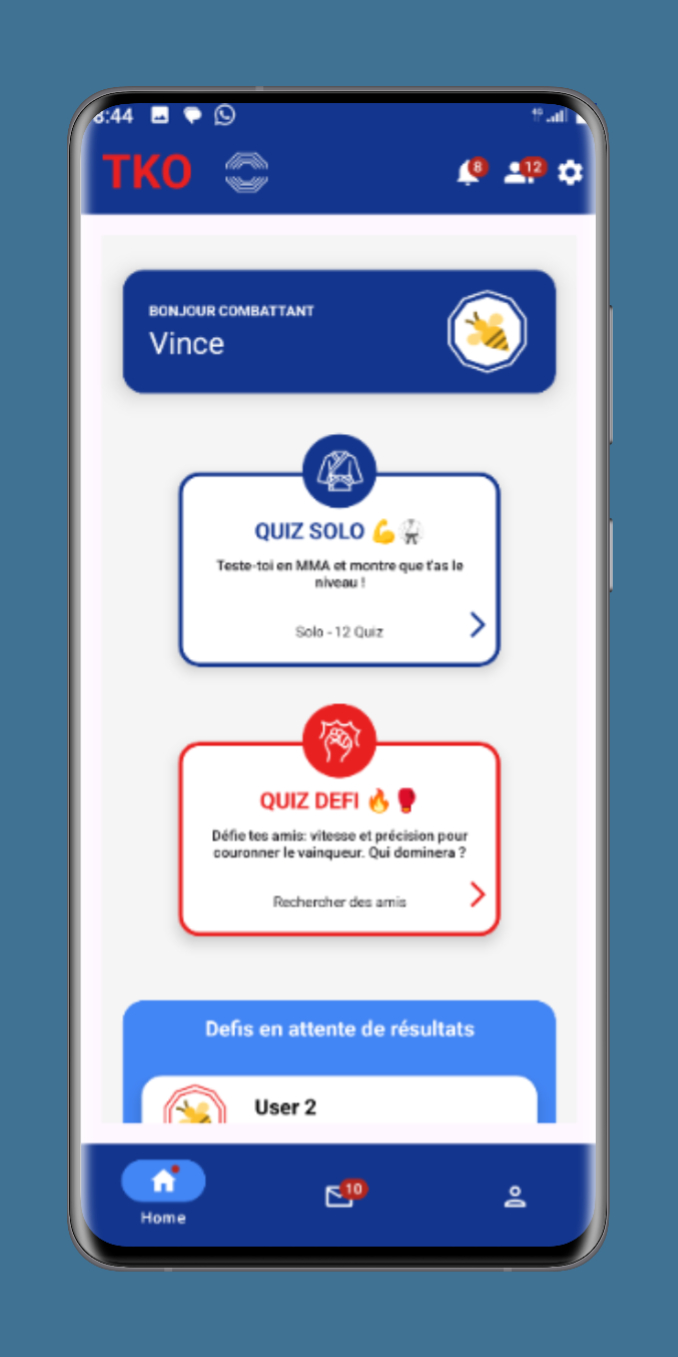 8:44
4G
TKO
8
12
BONJOUR COMBATTANT
Vince
QUIZ SOLO 💪🥋
Teste-toi en MMA et montre que t'as le
niveau !
Solo - 12 Quiz
QUIZ DEFI 🔥🥊
Défie tes amis: vitesse et précision pour
couronner le vainqueur. Qui dominera ?
Rechercher des amis
Defis en attente de résultats
User 2
10
Home